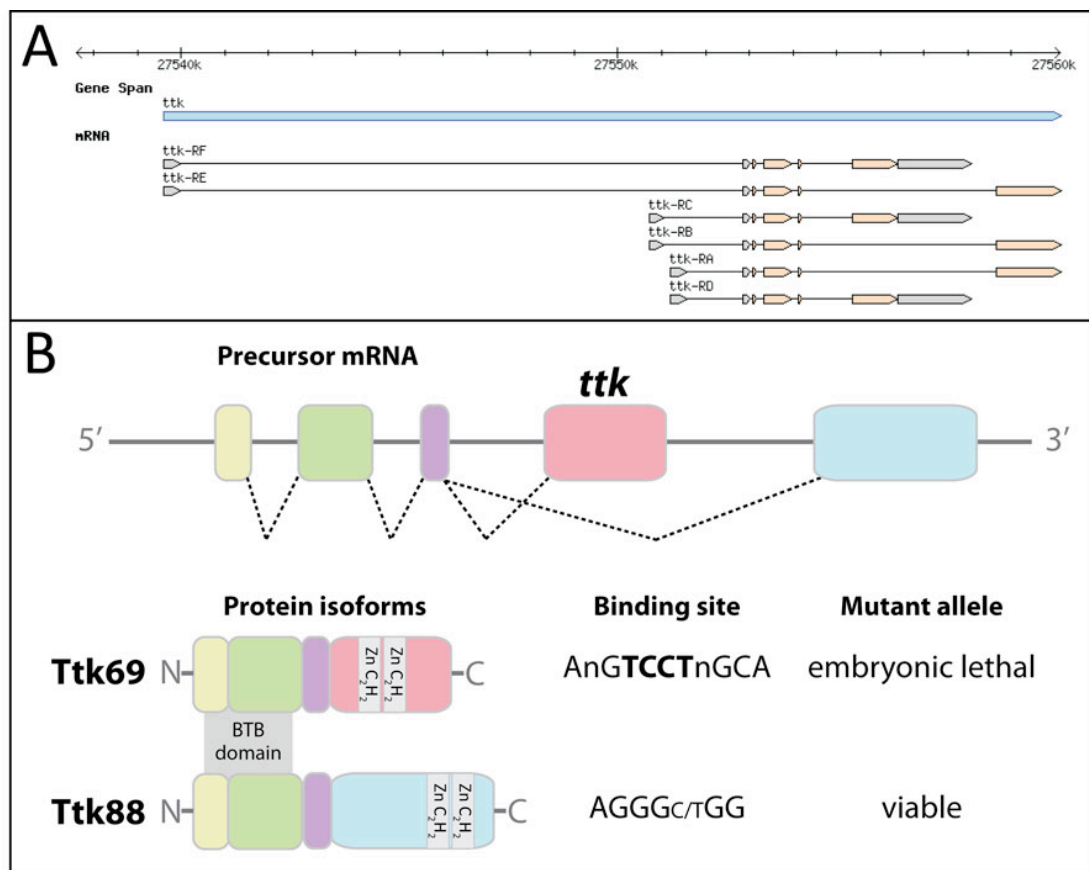 A
27540k 27550k 27560k
Gene Span
ttk
mRNA
ttk-RF
ttk-RE
ttk-RC
ttk-RB
ttk-RA
ttk-RD
B
Precursor mRNA
ttk
5′ 3′
Protein isoforms Binding site Mutant allele
Ttk69 N Zn C₂H₂ Zn C₂H₂ C AnGTCCTnGCA embryonic lethal
BTB
domain
Ttk88 N Zn C₂H₂ Zn C₂H₂ C AGGGC/TGG viable